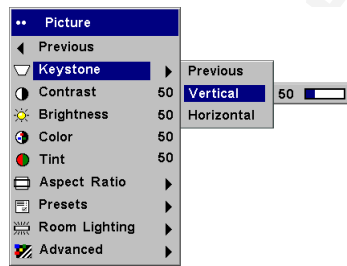 Picture
Previous
Keystone
Previous
Contrast 50
Vertical 50
Brightness 50
Horizontal
Color 50
Tint 50
Aspect Ratio
Presets
Room Lighting
Advanced